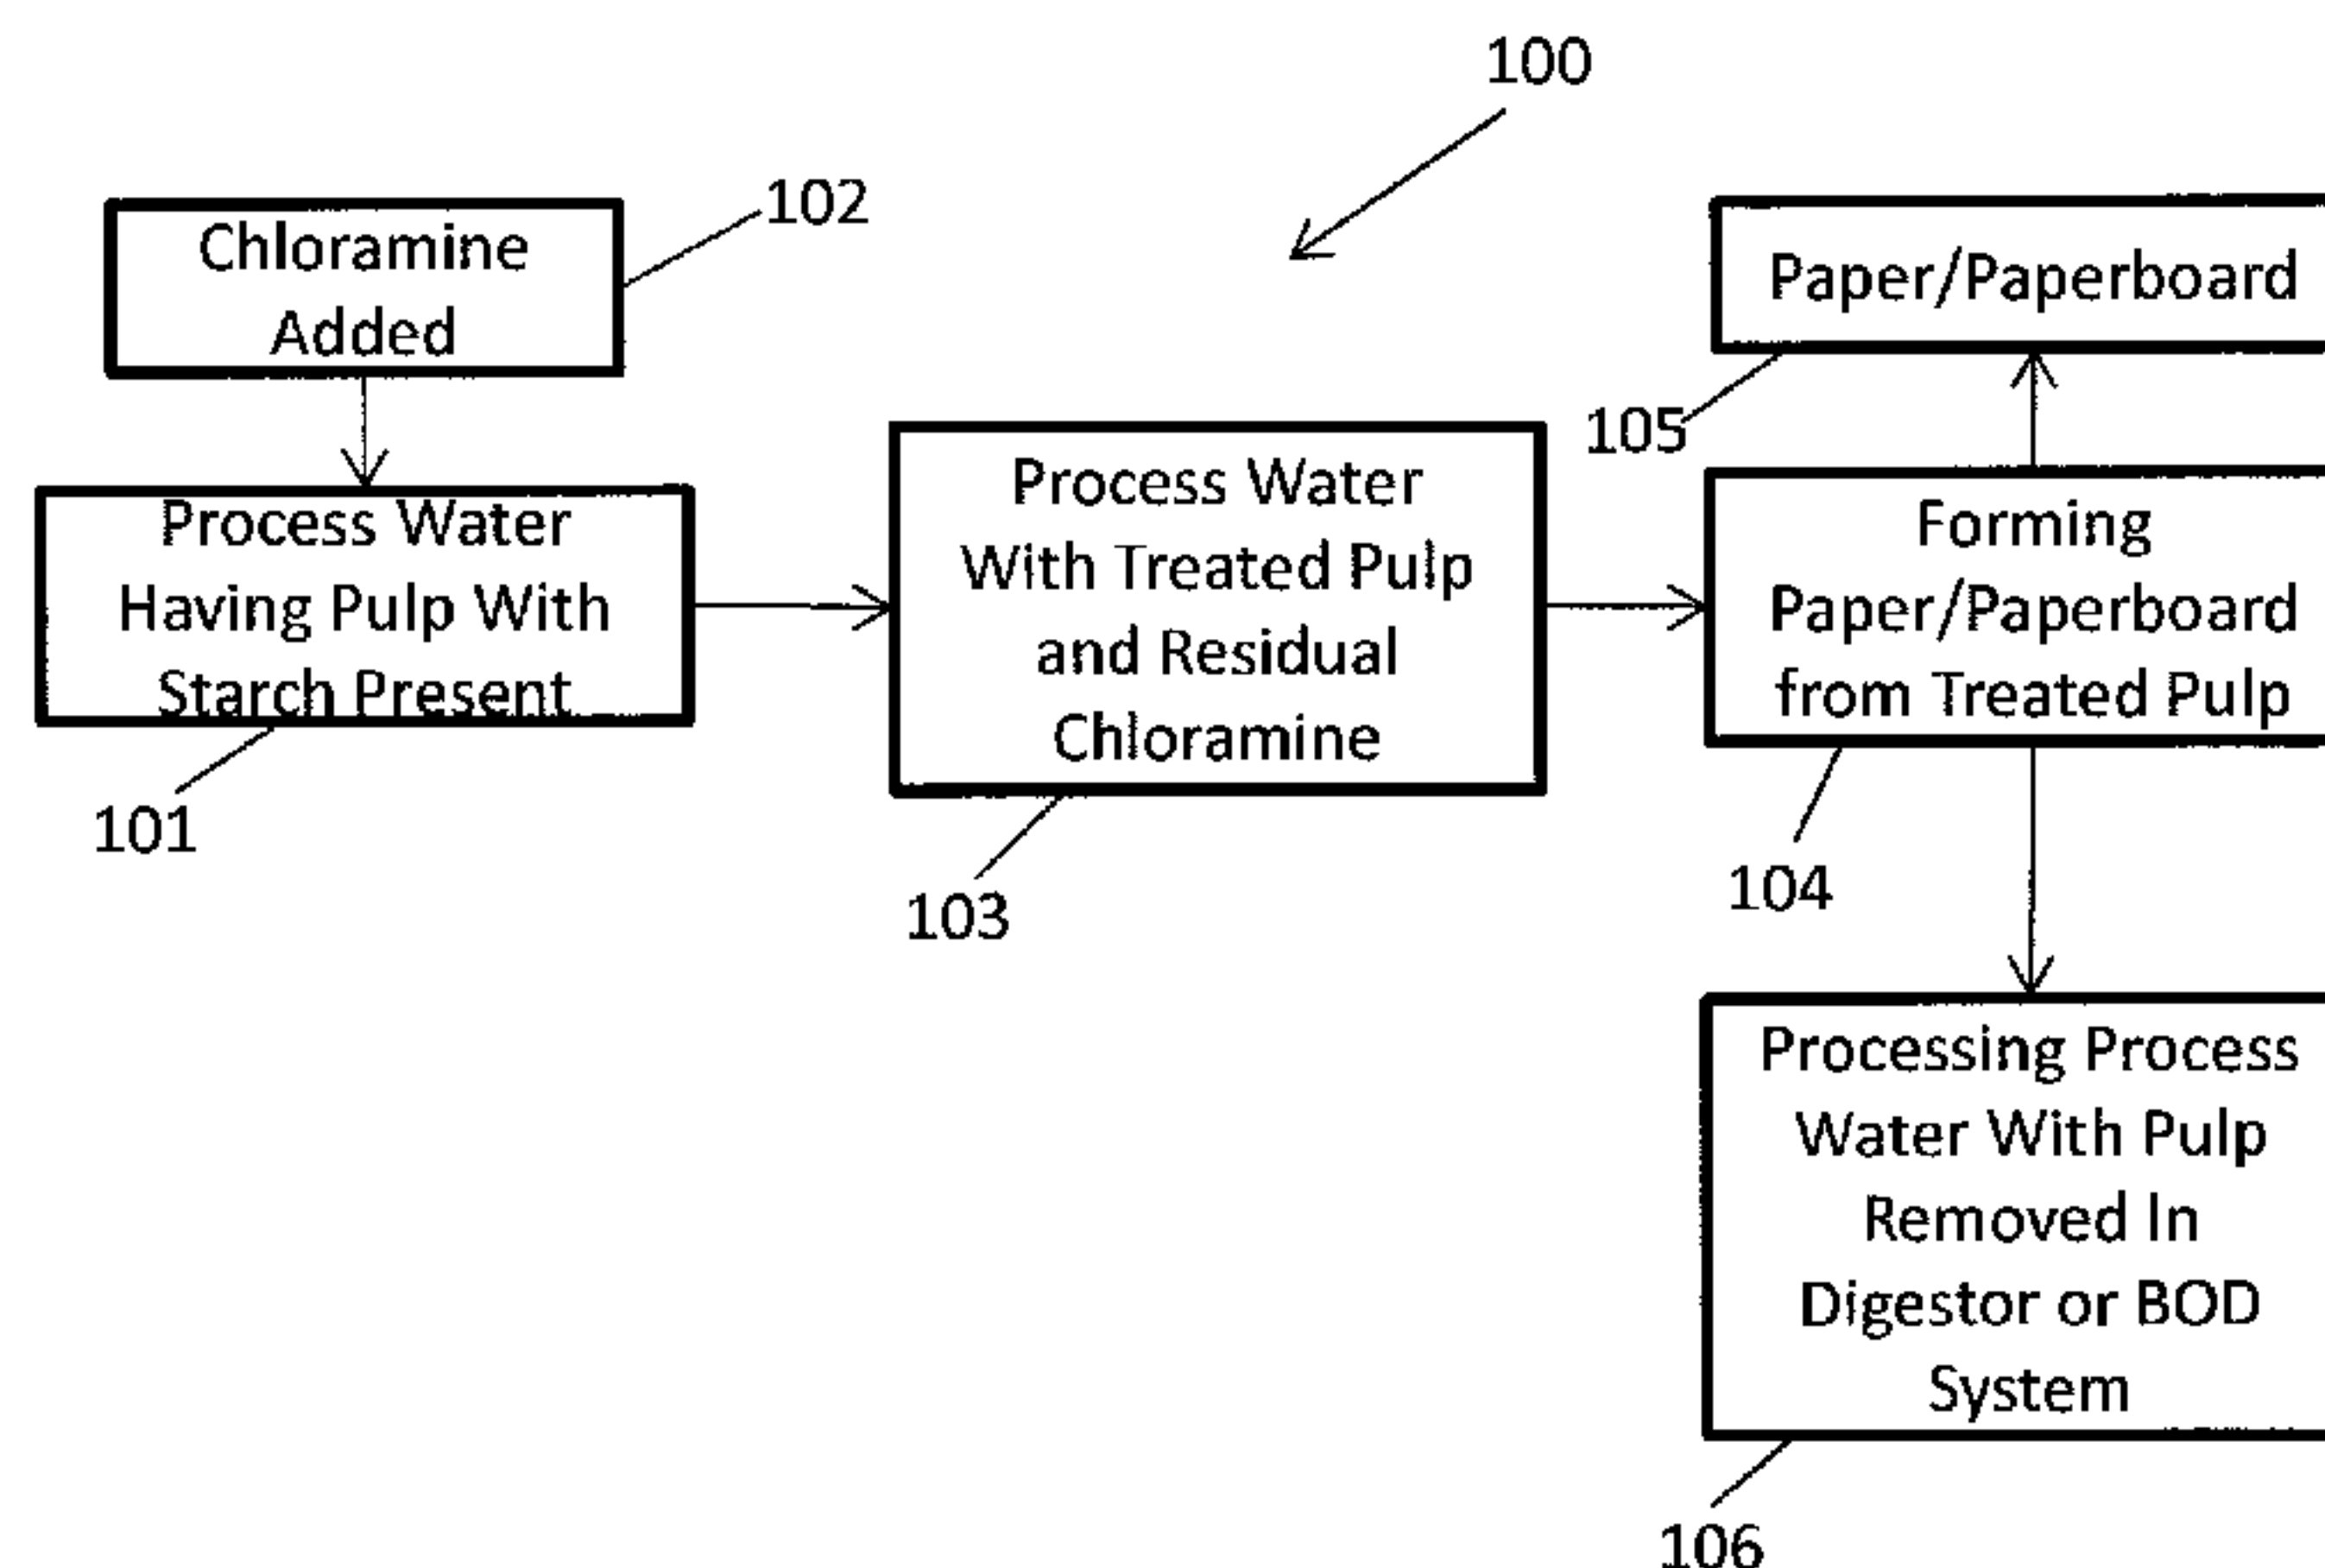 100
Chloramine
Added
102
Process Water
Having Pulp With
Starch Present
101
Process Water
With Treated Pulp
and Residual
Chloramine
103
Paper/Paperboard
105
Forming
Paper/Paperboard
from Treated Pulp
104
Processing Process
Water With Pulp
Removed In
Digestor or BOD
System
106